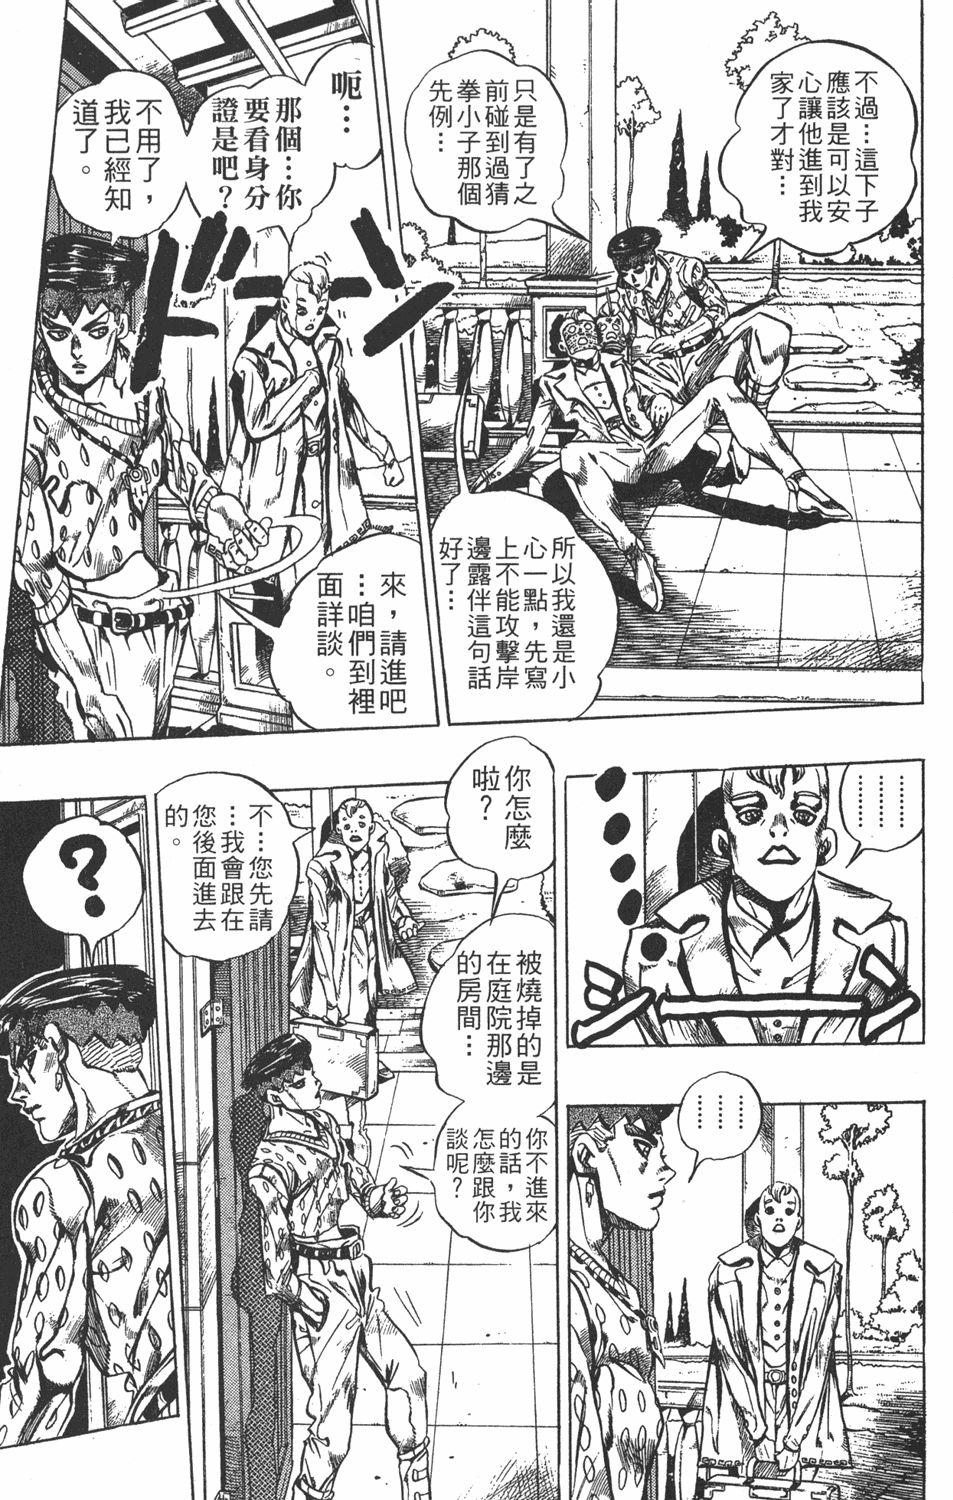 不過…這下子
應該是可以安
心讓他進到我
家了才對…
只是有了之
前碰到過猜
拳小子那個
先例…
所以我還是小
心一點，先寫
上不能攻擊岸
邊露伴這句話
好了…
呃…
那個…你
要看身分
證是吧？
不用了，
我已經知
道了。
ドドーン
來，請進吧
…咱們到裡
面詳談。
………
………
………
………
你怎麼
啦？
被燒掉的是
在庭院那邊
的房間…
你不進來
的話，我
怎麼跟你
談呢？
不…您先請
…我會跟在
您後面進去
的。
？